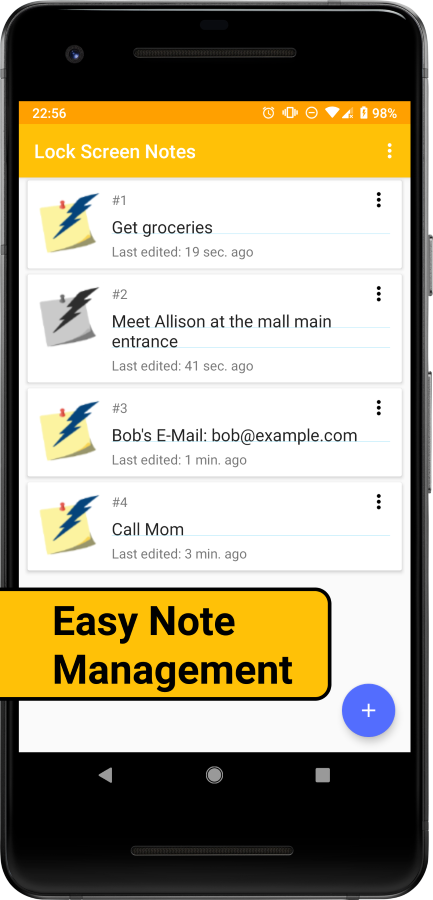 22:56 98%
Lock Screen Notes
#1
Get groceries
Last edited: 19 sec. ago
#2
Meet Allison at the mall main
entrance
Last edited: 41 sec. ago
#3
Bob's E-Mail: bob@example.com
Last edited: 1 min. ago
#4
Call Mom
Last edited: 3 min. ago
Easy Note
Management